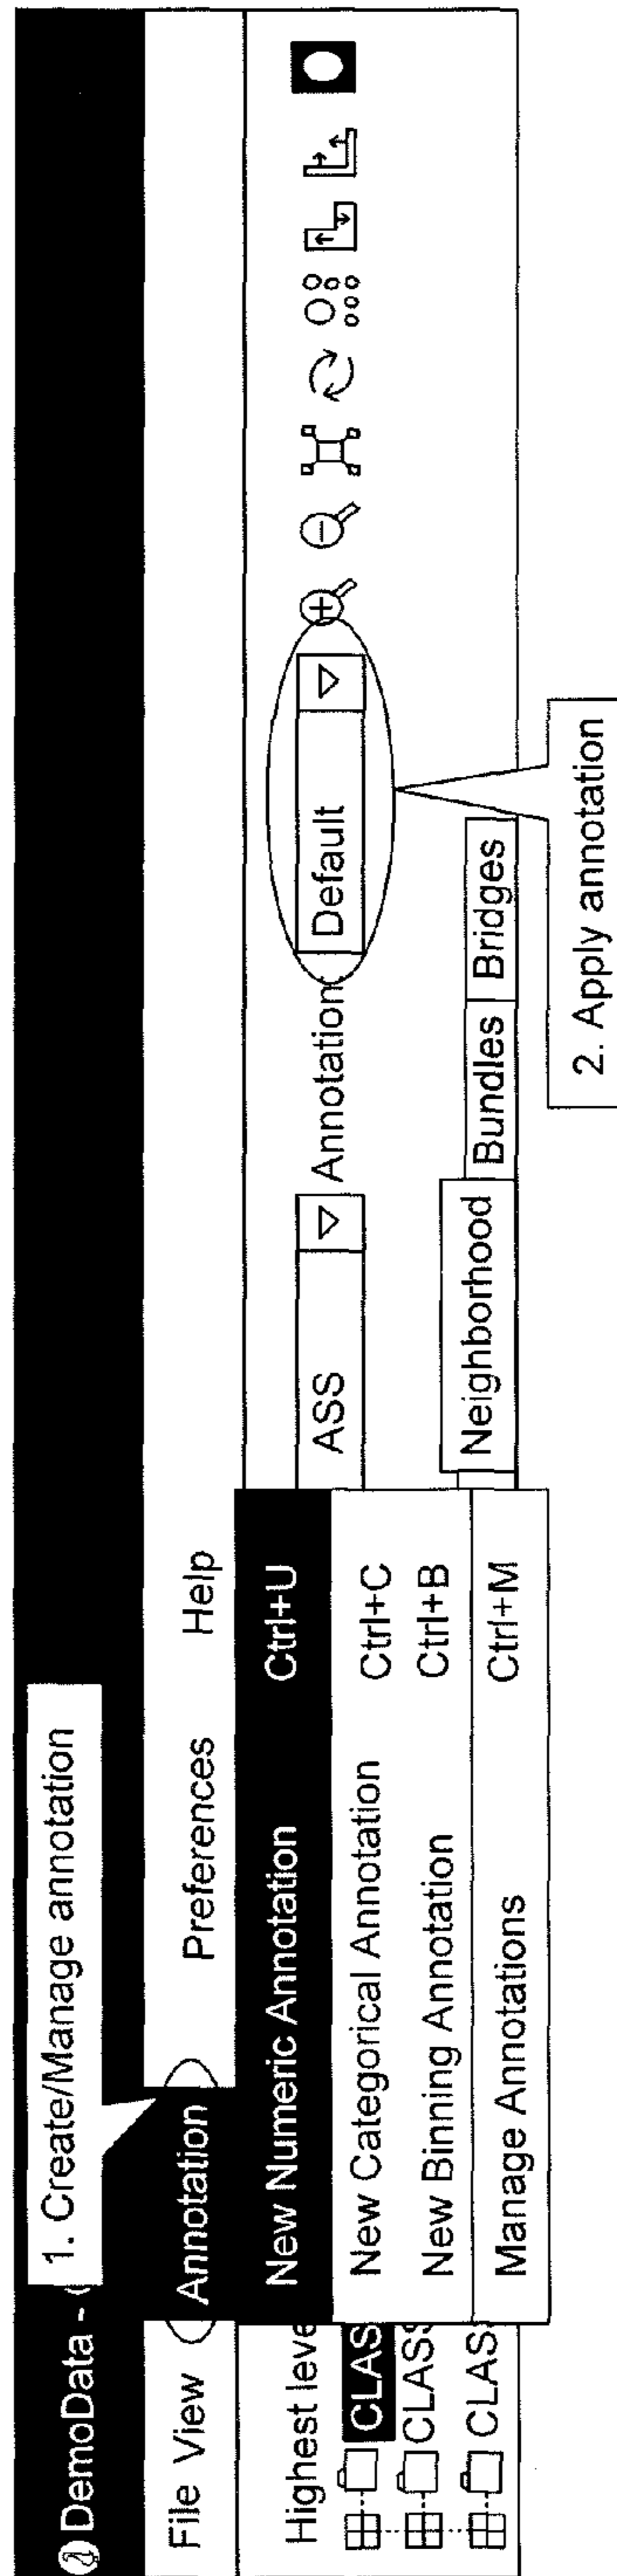 1. Create/Manage annotation
DemoData -
File View Annotation Preferences Help
New Numeric Annotation Ctrl+U
New Categorical Annotation Ctrl+C
New Binning Annotation Ctrl+B
Manage Annotations Ctrl+M
Highest leve
ASS
Annotation
Default
CLAS
CLASS
CLAS
Neighborhood Bundles Bridges
2. Apply annotation